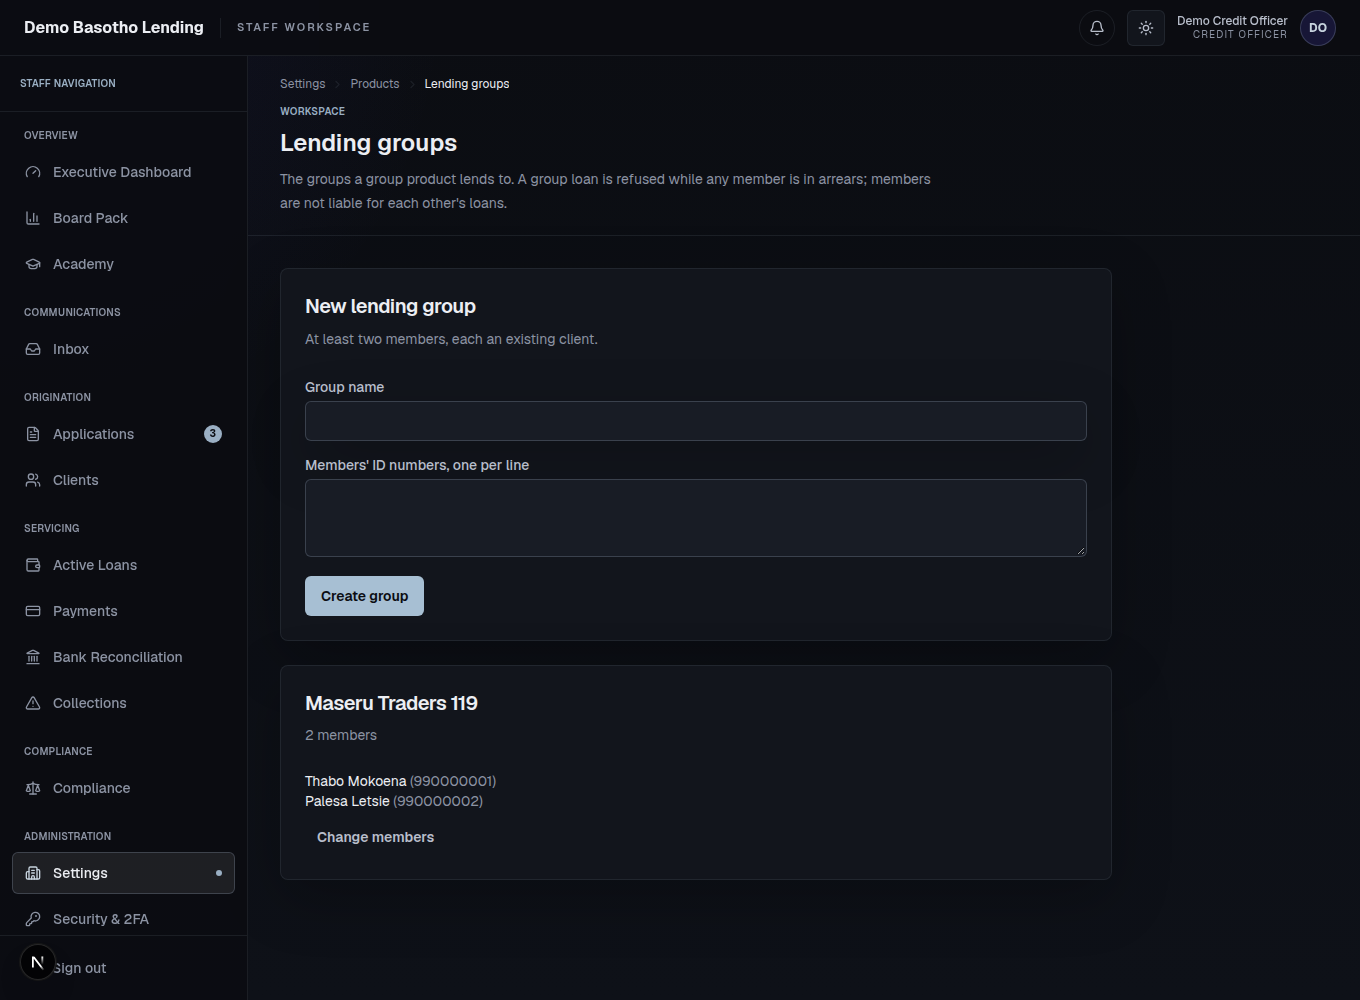 Demo Basotho Lending
STAFF WORKSPACE
Demo Credit Officer
CREDIT OFFICER
DO
STAFF NAVIGATION
OVERVIEW
Executive Dashboard
Board Pack
Academy
COMMUNICATIONS
Inbox
ORIGINATION
Applications
3
Clients
SERVICING
Active Loans
Payments
Bank Reconciliation
Collections
COMPLIANCE
Compliance
ADMINISTRATION
Settings
Security & 2FA
N
Sign out
Settings > Products > Lending groups
WORKSPACE
Lending groups
The groups a group product lends to. A group loan is refused while any member is in arrears; members
are not liable for each other's loans.
New lending group
At least two members, each an existing client.
Group name
Members' ID numbers, one per line
Create group
Maseru Traders 119
2 members
Thabo Mokoena (990000001)
Palesa Letsie (990000002)
Change members